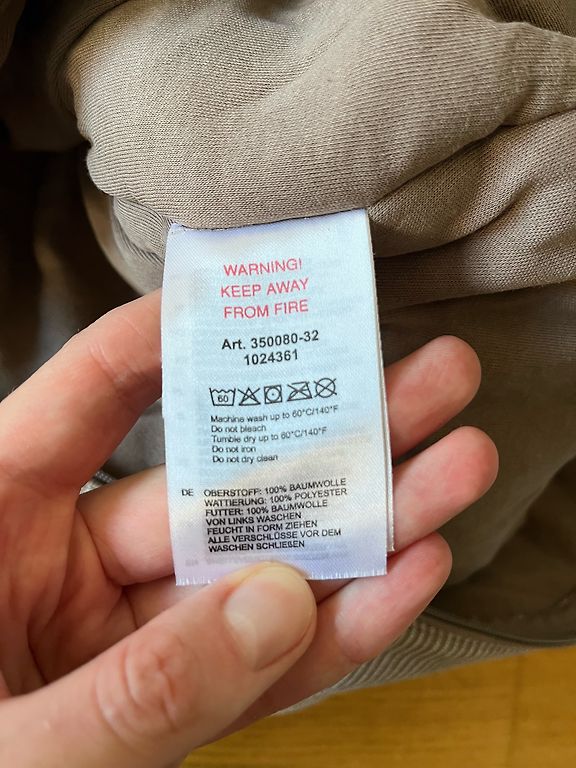 WARNING!
KEEP AWAY
FROM FIRE
Art. 350080-32
1024361
60
Machine wash up to 60°C/140°F
Do not bleach
Tumble dry up to 60°C/140°F
Do not iron
Do not dry clean
DE OBERSTOFF: 100% BAUMWOLLE
WATTIERUNG: 100% POLYESTER
FUTTER: 100% BAUMWOLLE
VON LINKS WASCHEN
FEUCHT IN FORM ZIEHEN
ALLE VERSCHLÜSSE VOR DEM
WASCHEN SCHLIEßEN